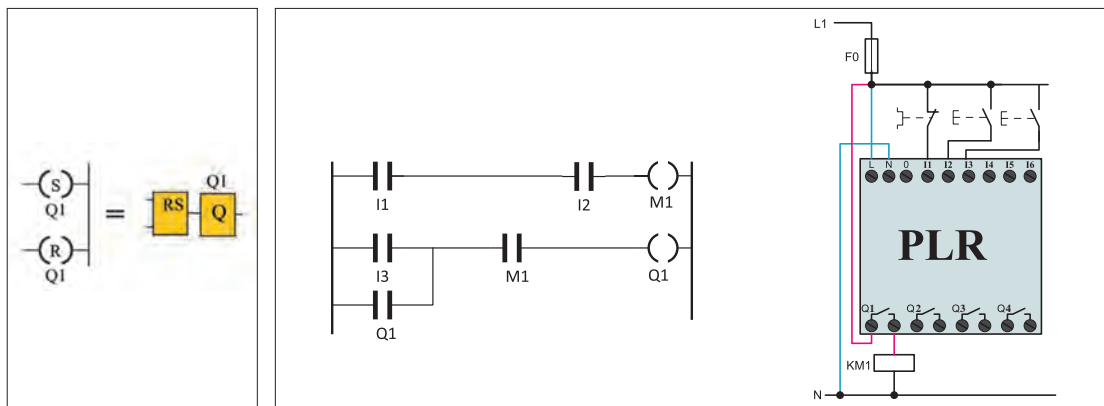 S
Q1
=
R
Q1
Q1
RS Q
I1 I2 M1
I3 M1 Q1
Q1
L1
F0
L N 0 I1 I2 I3 I4 I5 I6
PLR
Q1 Q2 Q3 Q4
KM1
N